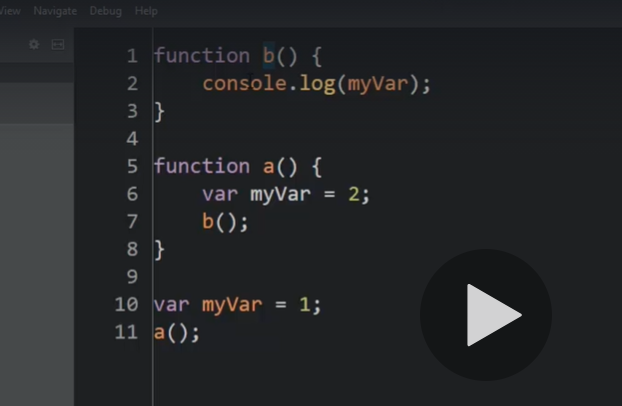 View Navigate Debug Help
1 function b() {
2     console.log(myVar);
3 }
4
5 function a() {
6     var myVar = 2;
7     b();
8 }
9
10 var myVar = 1;
11 a();